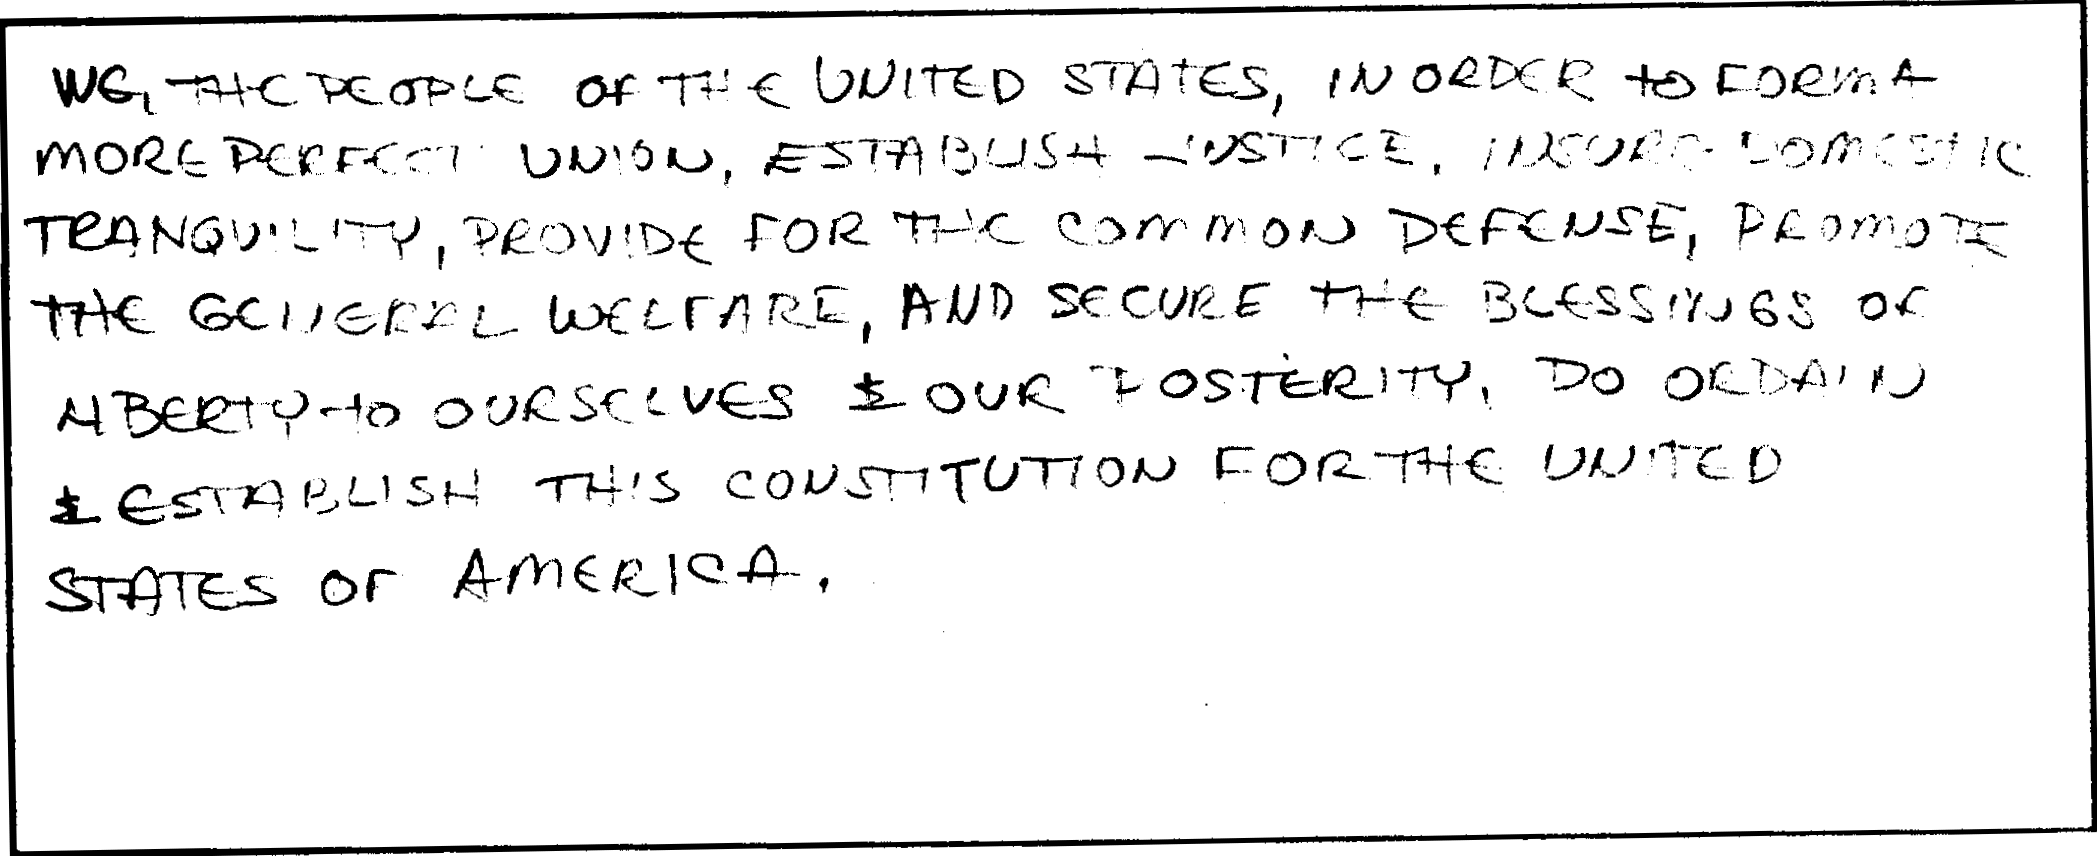 WE, THE PEOPLE OF THE UNITED STATES, IN ORDER TO FORM A
MORE PERFECT UNION, ESTABLISH JUSTICE, INSURE DOMESTIC
TRANQUILITY, PROVIDE FOR THE COMMON DEFENSE, PROMOTE
THE GENERAL WELFARE, AND SECURE THE BLESSINGS OF
LIBERTY TO OURSELVES & OUR POSTERITY, DO ORDAIN
& ESTABLISH THIS CONSTITUTION FOR THE UNITED
STATES OF AMERICA.